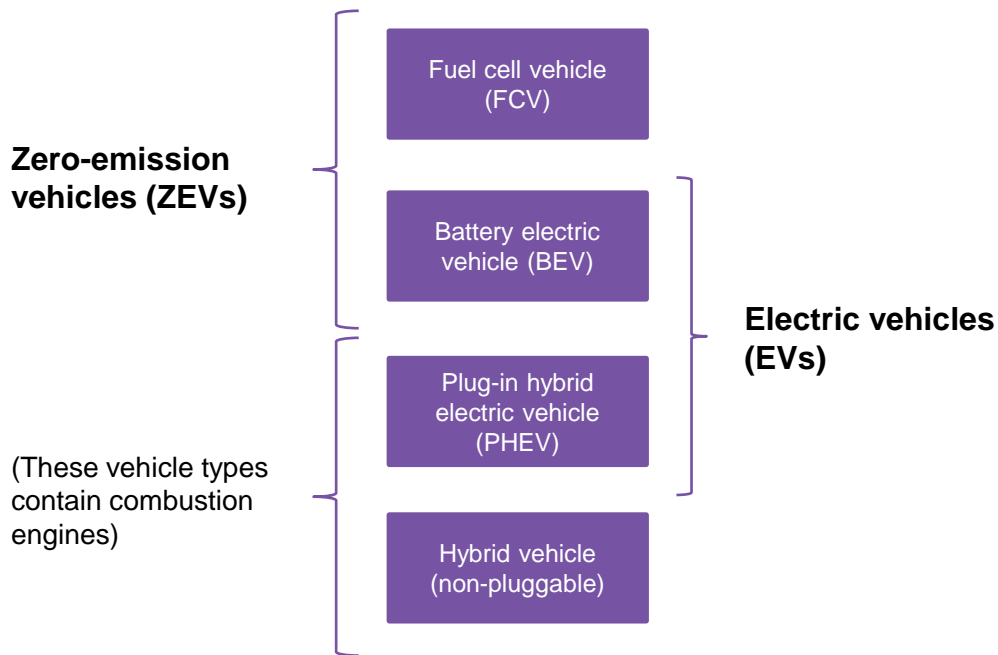 Fuel cell vehicle
(FCV)
Zero-emission
vehicles (ZEVs)
Battery electric
vehicle (BEV)
Electric vehicles
(EVs)
Plug-in hybrid
electric vehicle
(PHEV)
(These vehicle types
contain combustion
engines)
Hybrid vehicle
(non-pluggable)